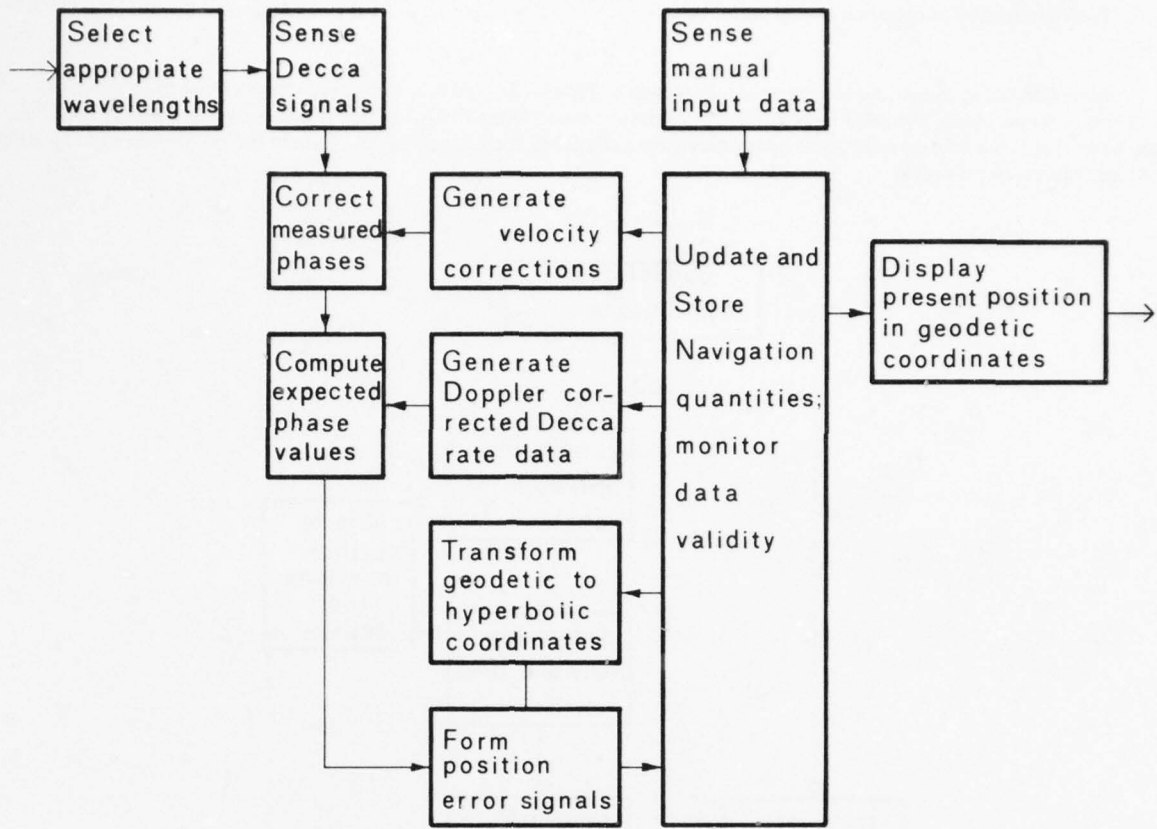 Select
appropiate
wavelengths
Sense
Decca
signals
Sense
manual
input data
Correct
measured
phases
Generate
velocity
corrections
Update and
Store
Navigation
quantities;
monitor
data
validity
Display
present position
in geodetic
coordinates
Compute
expected
phase
values
Generate
Doppler cor-
rected Decca
rate data
Transform
geodetic to
hyperboiic
coordinates
Form
position
error signals